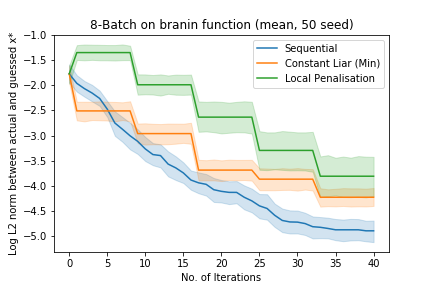 8-Batch on branin function (mean, 50 seed)
Log L2 norm between actual and guessed x*
−1.0
−1.5
−2.0
−2.5
−3.0
−3.5
−4.0
−4.5
−5.0
Sequential
Constant Liar (Min)
Local Penalisation
0 5 10 15 20 25 30 35 40
No. of Iterations